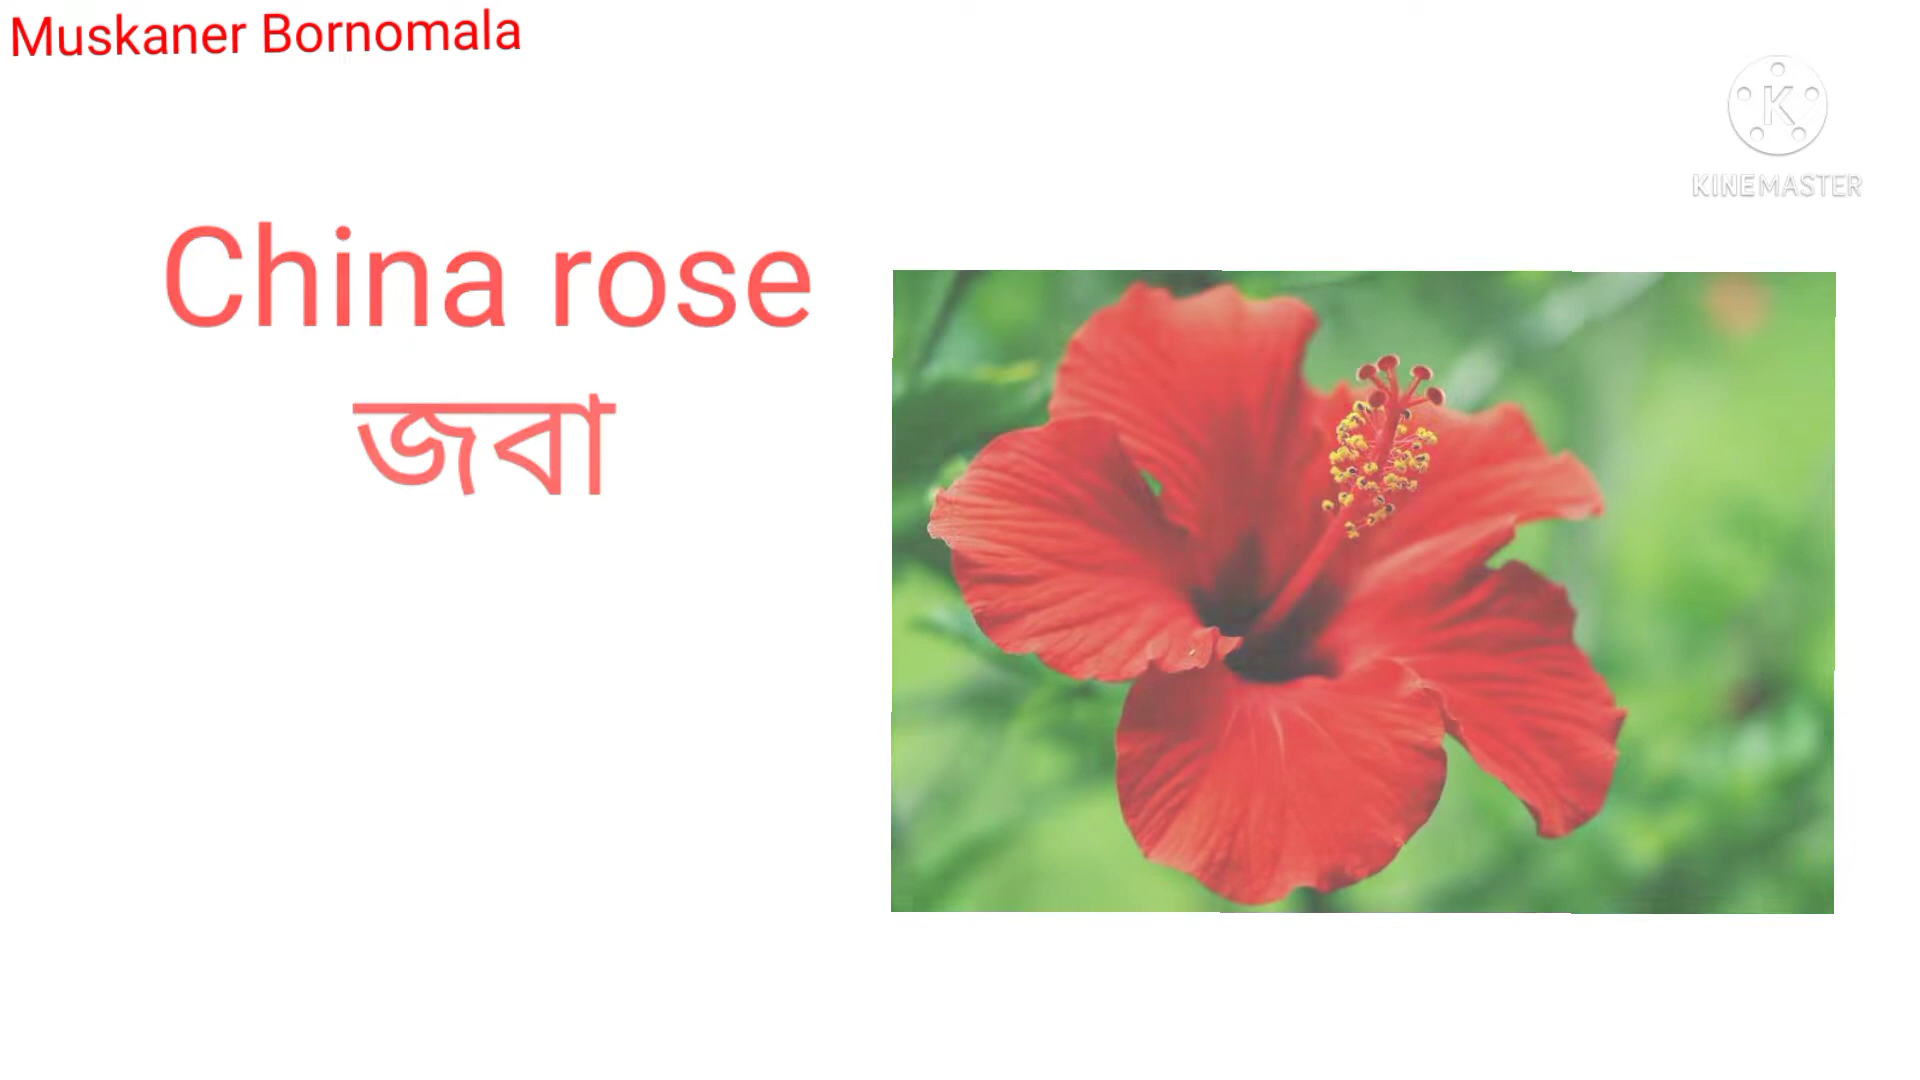 Muskaner Bornomala
K
KINEMASTER
China rose
জবা